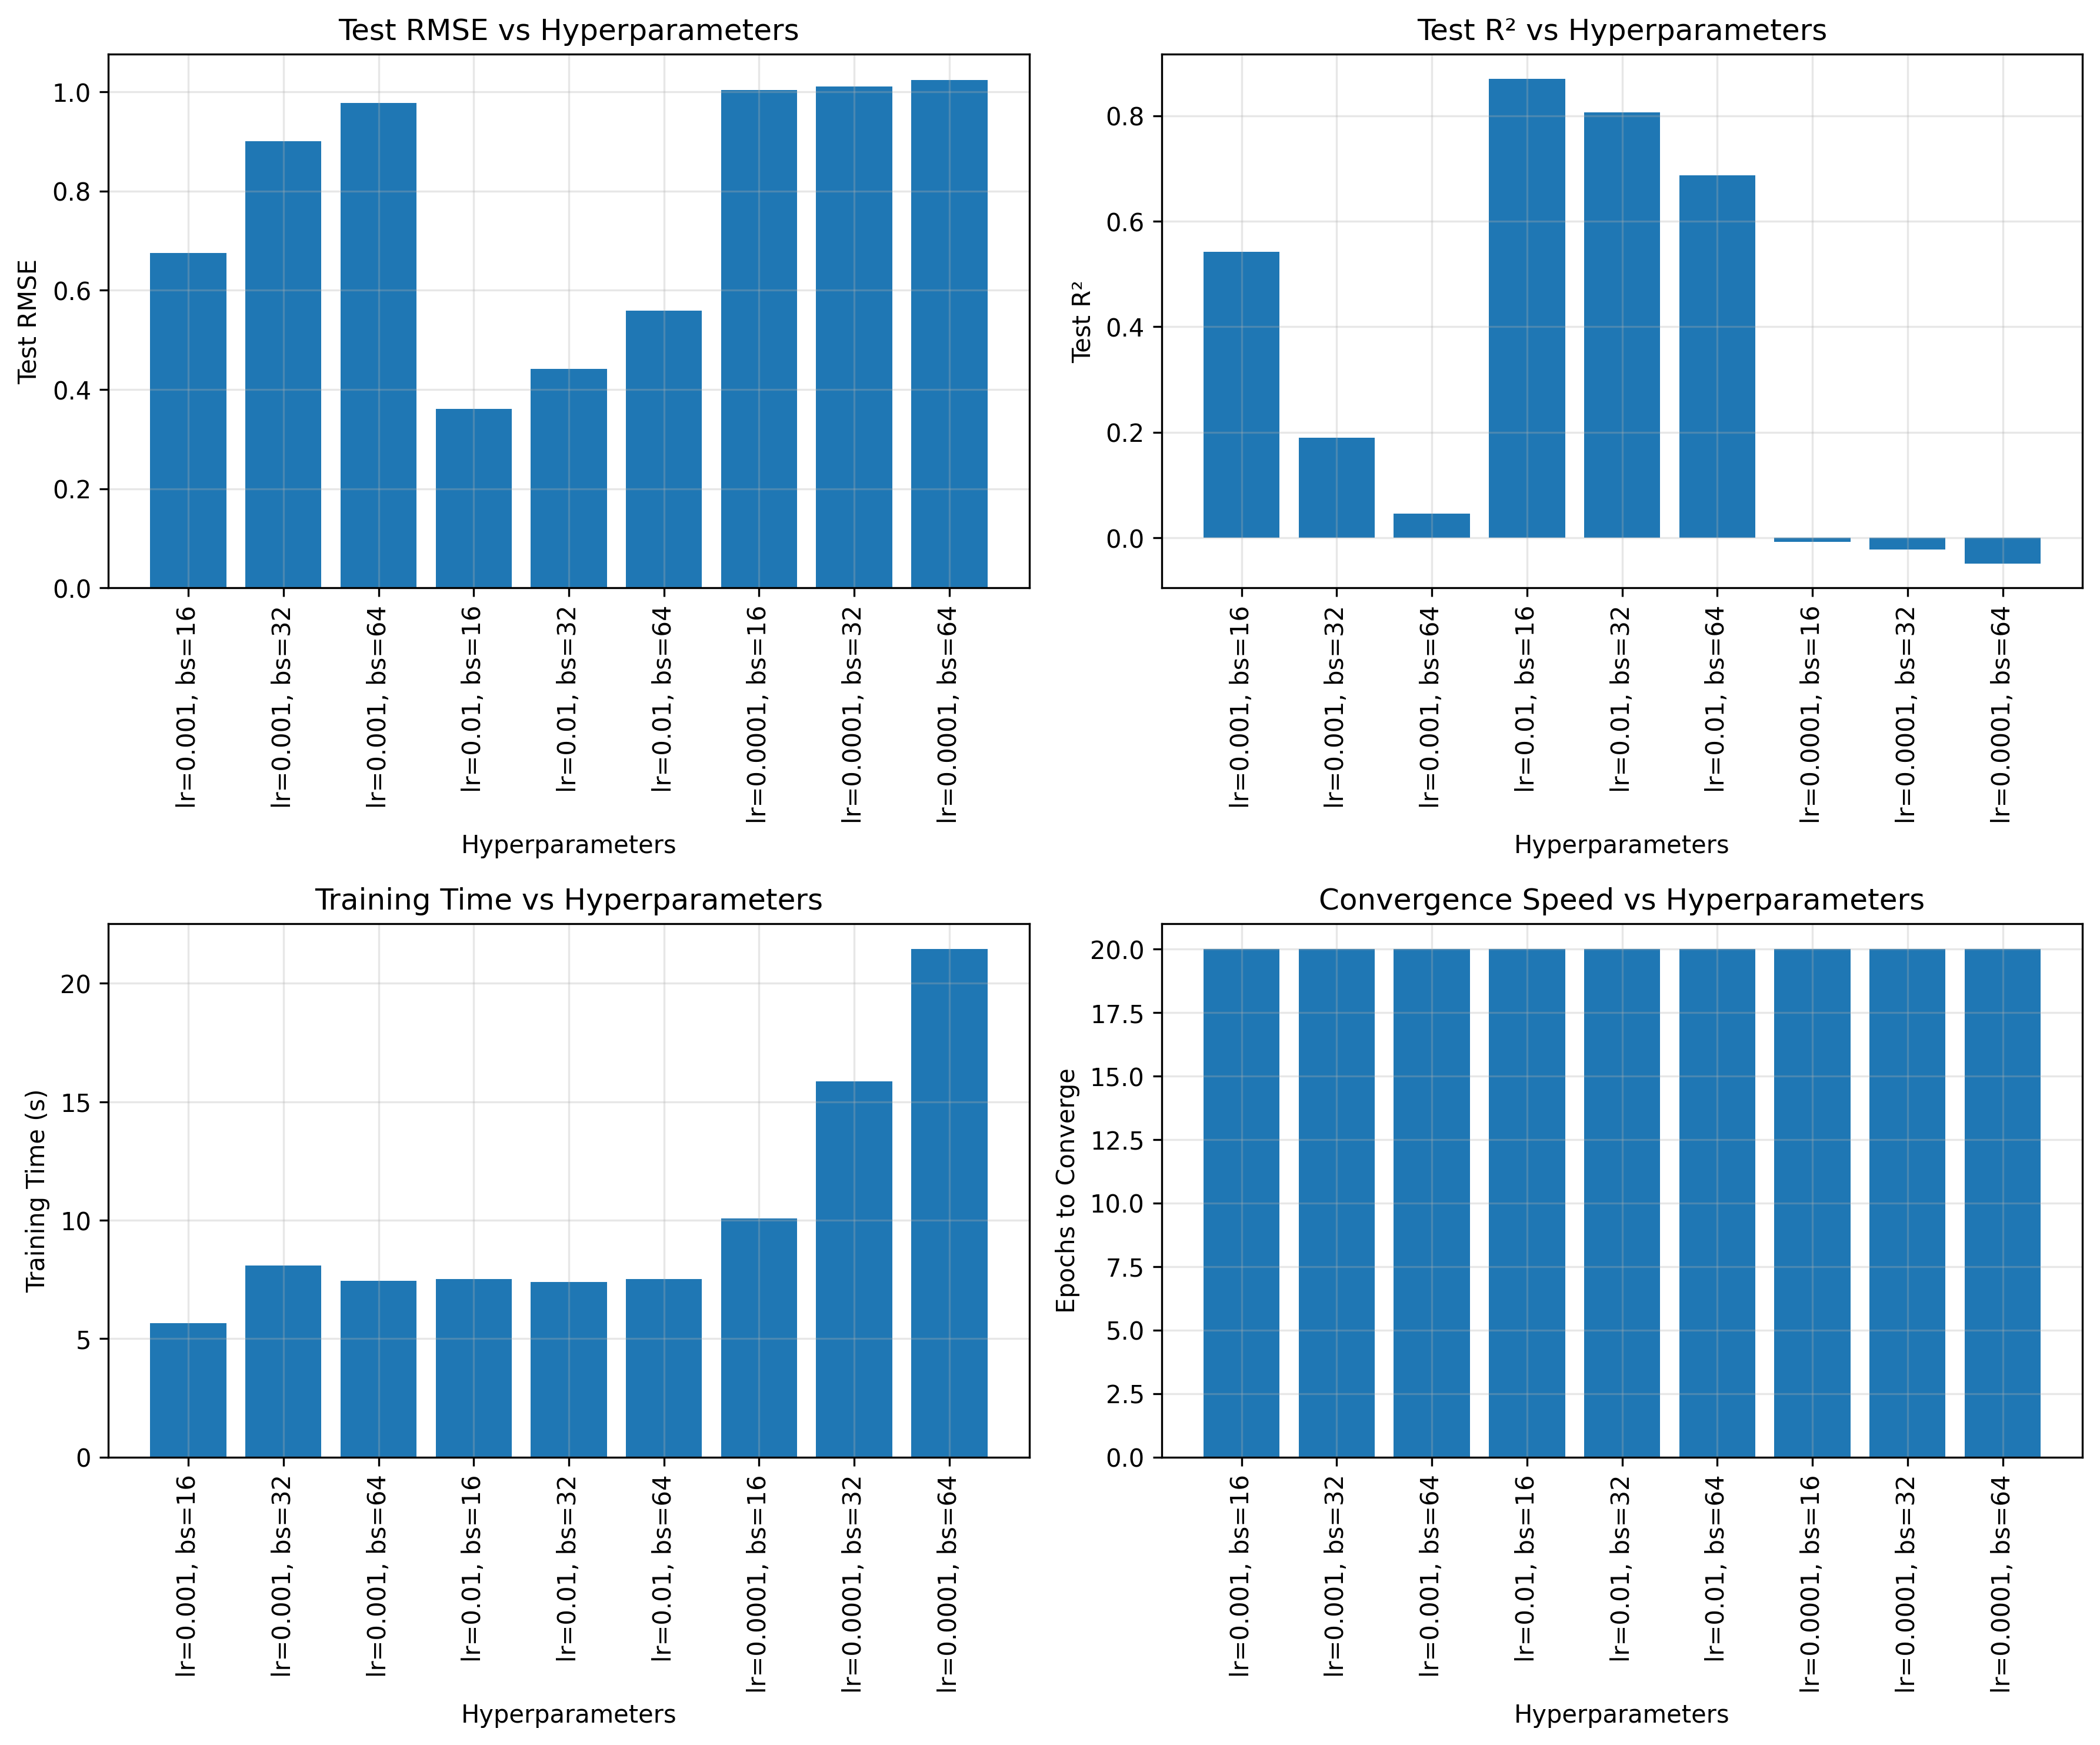 Test RMSE vs Hyperparameters
Test RMSE
1.0
0.8
0.6
0.4
0.2
0.0
lr=0.001, bs=16
lr=0.001, bs=32
lr=0.001, bs=64
lr=0.01, bs=16
lr=0.01, bs=32
lr=0.01, bs=64
lr=0.0001, bs=16
lr=0.0001, bs=32
lr=0.0001, bs=64
Hyperparameters
Test R² vs Hyperparameters
Test R²
0.8
0.6
0.4
0.2
0.0
lr=0.001, bs=16
lr=0.001, bs=32
lr=0.001, bs=64
lr=0.01, bs=16
lr=0.01, bs=32
lr=0.01, bs=64
lr=0.0001, bs=16
lr=0.0001, bs=32
lr=0.0001, bs=64
Hyperparameters
Training Time vs Hyperparameters
Training Time (s)
20
15
10
5
0
lr=0.001, bs=16
lr=0.001, bs=32
lr=0.001, bs=64
lr=0.01, bs=16
lr=0.01, bs=32
lr=0.01, bs=64
lr=0.0001, bs=16
lr=0.0001, bs=32
lr=0.0001, bs=64
Hyperparameters
Convergence Speed vs Hyperparameters
Epochs to Converge
20.0
17.5
15.0
12.5
10.0
7.5
5.0
2.5
0.0
lr=0.001, bs=16
lr=0.001, bs=32
lr=0.001, bs=64
lr=0.01, bs=16
lr=0.01, bs=32
lr=0.01, bs=64
lr=0.0001, bs=16
lr=0.0001, bs=32
lr=0.0001, bs=64
Hyperparameters